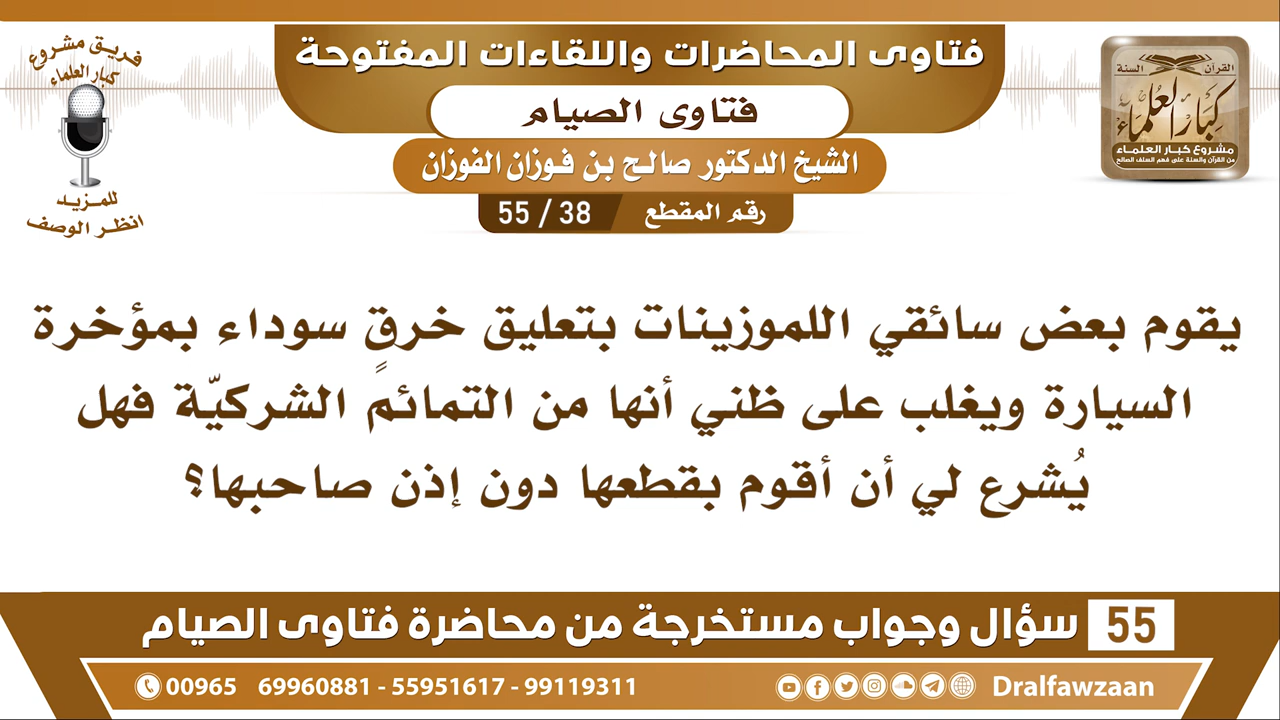 فتاوى المحاضرات واللقاءات المفتوحة
فتاوى الصيام
الشيخ الدكتور صالح بن فوزان الفوزان
رقم المقطع 38 / 55
فريق مشروع
كبار العلماء
للمزيد
انظر الوصف
القرآن السنة
كبار العلماء
مشروع كبار العلماء
من القرآن والسنة على فهم السلف الصالح
يقوم بعض سائقي اللموزينات بتعليق خرقٍ سوداء بمؤخرة
السيارة ويغلب على ظني أنها من التمائم الشركيّة فهل
يُشرع لي أن أقوم بقطعها دون إذن صاحبها؟
55 سؤال وجواب مستخرجة من محاضرة فتاوى الصيام
00965 69960881 - 55951617 - 99119311
Dralfawzaan